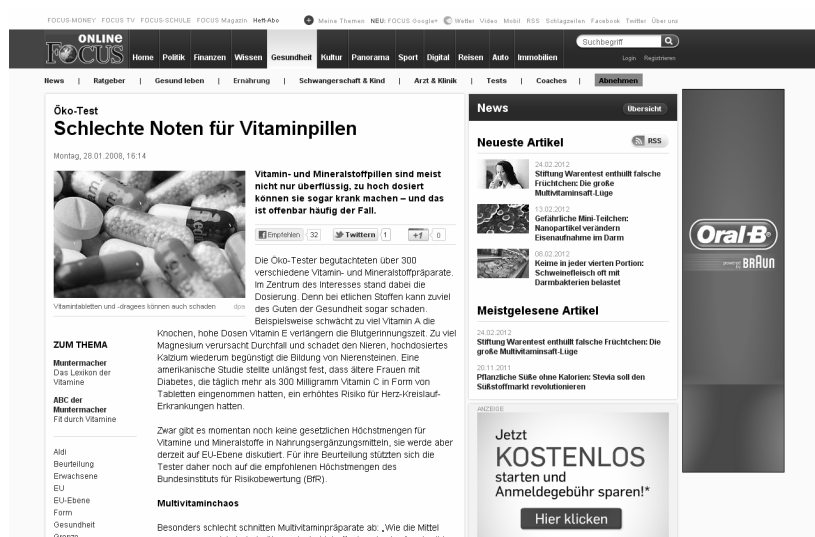 FOCUS-MONEY FOCUS TV FOCUS-SCHULE FOCUS Magazin Heft-Abo
Meine Themen NEU: FOCUS Google+ Wetter Video Mobil RSS Schlagzeilen Facebook Twitter Über uns
ONLINE
FOCUS
Home Politik Finanzen Wissen Gesundheit Kultur Panorama Sport Digital Reisen Auto Immobilien
Suchbegriff
Login Registrieren
News | Ratgeber | Gesund leben | Ernährung | Schwangerschaft & Kind | Arzt & Klinik | Tests | Coaches | Abnehmen
Öko-Test
Schlechte Noten für Vitaminpillen
Montag, 28.01.2008, 16:14
Vitamin- und Mineralstoffpillen sind meist
nicht nur überflüssig, zu hoch dosiert
können sie sogar krank machen – und das
ist offenbar häufig der Fall.
Empfehlen 32 Twittern 1 +1 0
Vitamintabletten und -dragees können auch schaden dpa
Die Öko-Tester begutachteten über 300
verschiedene Vitamin- und Mineralstoffpräparate.
Im Zentrum des Interesses stand dabei die
Dosierung. Denn bei etlichen Stoffen kann zuviel
des Guten der Gesundheit sogar schaden.
Beispielsweise schwächt zu viel Vitamin A die
Knochen, hohe Dosen Vitamin E verlängern die Blutgerinnungszeit. Zu viel
Magnesium verursacht Durchfall und schadet den Nieren, hochdosiertes
Kalzium wiederum begünstigt die Bildung von Nierensteinen. Eine
amerikanische Studie stellte unlängst fest, dass ältere Frauen mit
Diabetes, die täglich mehr als 300 Milligramm Vitamin C in Form von
Tabletten eingenommen hatten, ein erhöhtes Risiko für Herz-Kreislauf-
Erkrankungen hatten.
Zwar gibt es momentan noch keine gesetzlichen Höchstmengen für
Vitamine und Mineralstoffe in Nahrungsergänzungsmitteln, sie werde aber
derzeit auf EU-Ebene diskutiert. Für ihre Beurteilung stützten sich die
Tester daher noch auf die empfohlenen Höchstmengen des
Bundesinstituts für Risikobewertung (BfR).
Multivitaminchaos
Besonders schlecht schnitten Multivitaminpräparate ab: „Wie die Mittel
ZUM THEMA
Muntermacher
Das Lexikon der
Vitamine
ABC der
Muntermacher
Fit durch Vitamine
Aldi
Beurteilung
Erwachsene
EU
EU-Ebene
Form
Gesundheit
Grenze
News Übersicht
Neueste Artikel RSS
24.02.2012
Stiftung Warentest enthüllt falsche
Früchtchen: Die große
Multivitaminsaft-Lüge
13.02.2012
Gefährliche Mini-Teilchen:
Nanopartikel verändern
Eisenaufnahme im Darm
08.02.2012
Keime in jeder vierten Portion:
Schweinefleisch oft mit
Darmbakterien belastet
Meistgelesene Artikel
24.02.2012
Stiftung Warentest enthüllt falsche Früchtchen: Die
große Multivitaminsaft-Lüge
20.11.2011
Pflanzliche Süße ohne Kalorien: Stevia soll den
Süßstoffmarkt revolutionieren
ANZEIGE
Jetzt
KOSTENLOS
starten und
Anmeldegebühr sparen!*
Hier klicken
Oral-B
powered by BRAUN